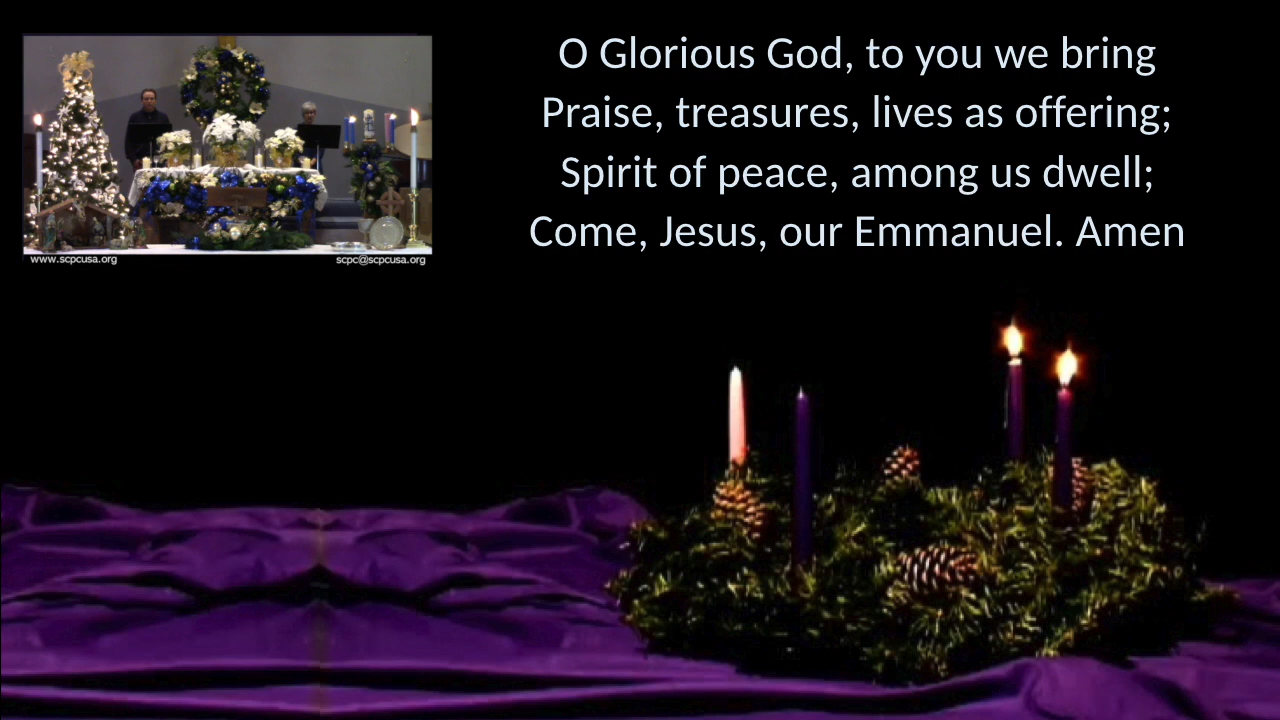 O Glorious God, to you we bring
Praise, treasures, lives as offering;
Spirit of peace, among us dwell;
Come, Jesus, our Emmanuel. Amen
www.scpcusa.org
scpc@scpcusa.org